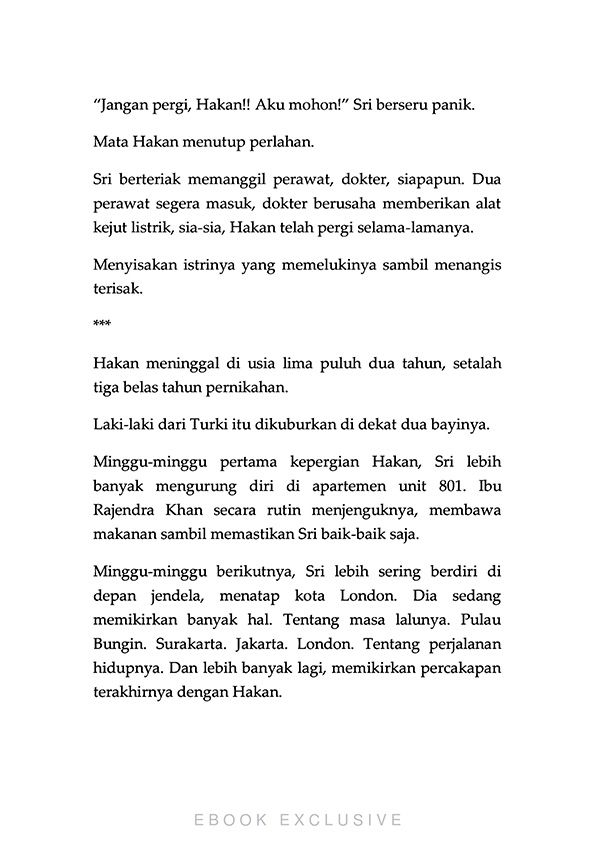 “Jangan pergi, Hakan!! Aku mohon!” Sri berseru panik.
Mata Hakan menutup perlahan.
Sri berteriak memanggil perawat, dokter, siapapun. Dua
perawat segera masuk, dokter berusaha memberikan alat
kejut listrik, sia-sia, Hakan telah pergi selama-lamanya.
Menyisakan istrinya yang memelukinya sambil menangis
terisak.
***
Hakan meninggal di usia lima puluh dua tahun, setalah
tiga belas tahun pernikahan.
Laki-laki dari Turki itu dikuburkan di dekat dua bayinya.
Minggu-minggu pertama kepergian Hakan, Sri lebih
banyak mengurung diri di apartemen unit 801. Ibu
Rajendra Khan secara rutin menjenguknya, membawa
makanan sambil memastikan Sri baik-baik saja.
Minggu-minggu berikutnya, Sri lebih sering berdiri di
depan jendela, menatap kota London. Dia sedang
memikirkan banyak hal. Tentang masa lalunya. Pulau
Bungin. Surakarta. Jakarta. London. Tentang perjalanan
hidupnya. Dan lebih banyak lagi, memikirkan percakapan
terakhirnya dengan Hakan.
EBOOK EXCLUSIVE